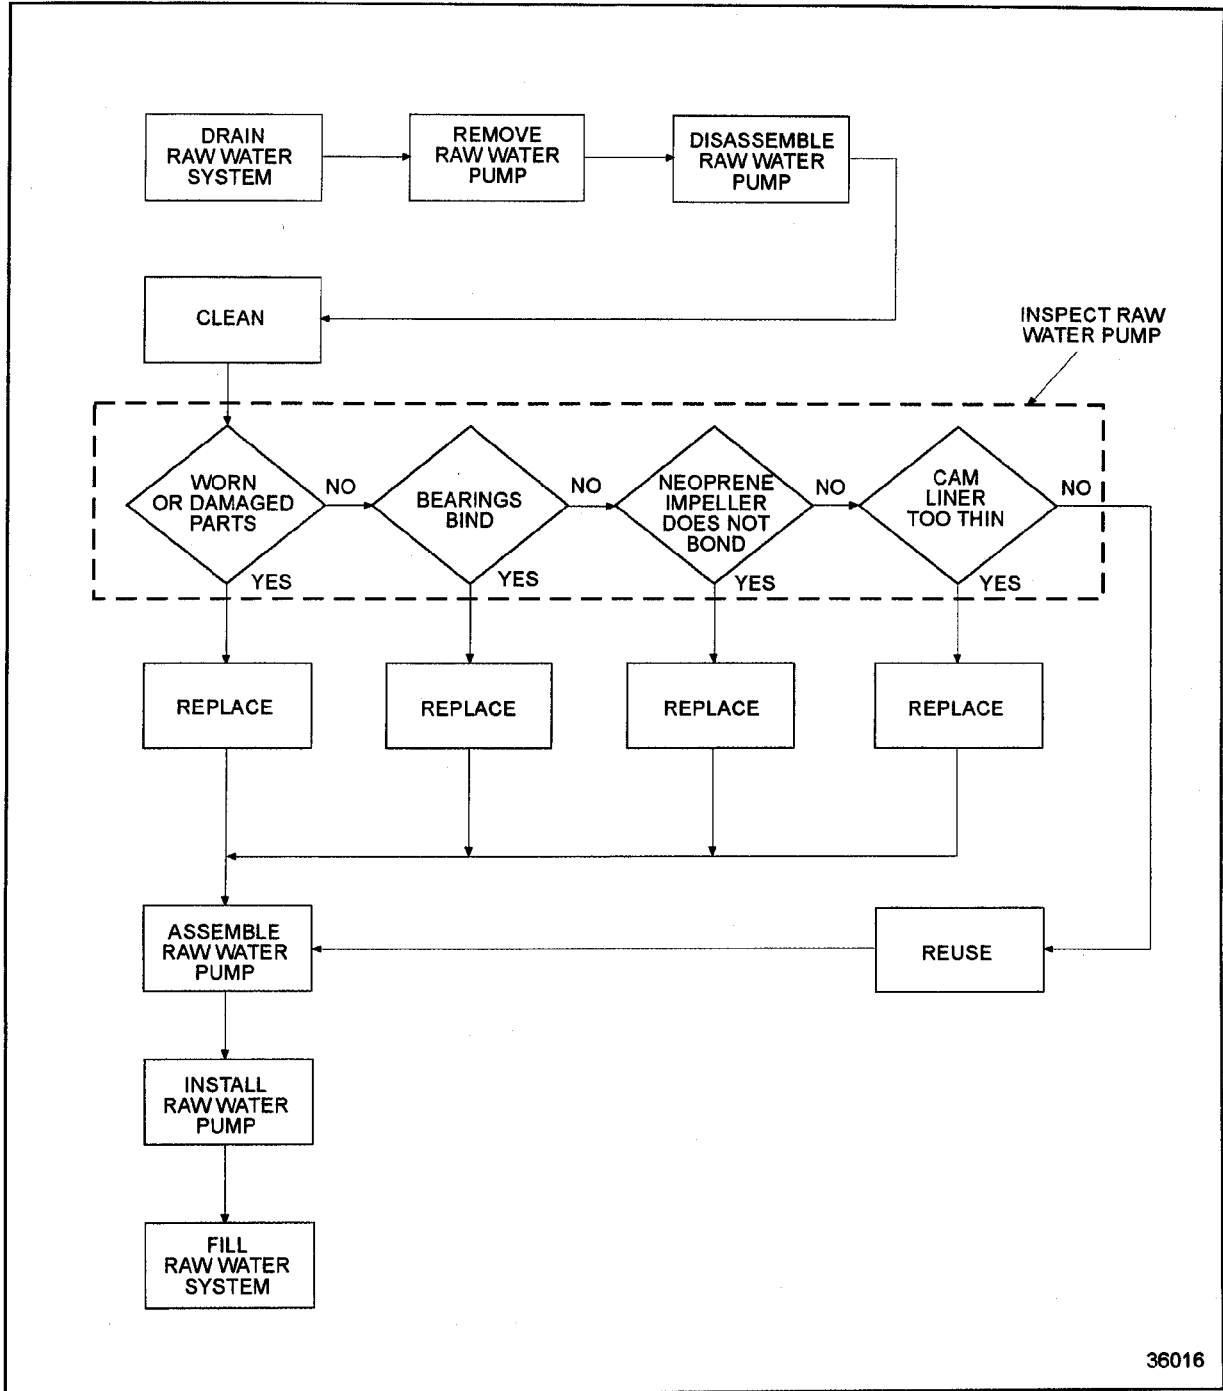 DRAIN
RAW WATER
SYSTEM
REMOVE
RAW WATER
PUMP
DISASSEMBLE
RAW WATER
PUMP
CLEAN
INSPECT RAW
WATER PUMP
WORN
OR DAMAGED
PARTS
NO
BEARINGS
BIND
NO
NEOPRENE
IMPELLER
DOES NOT
BOND
NO
CAM
LINER
TOO THIN
NO
YES
YES
YES
YES
REPLACE
REPLACE
REPLACE
REPLACE
ASSEMBLE
RAW WATER
PUMP
REUSE
INSTALL
RAW WATER
PUMP
FILL
RAW WATER
SYSTEM
36016